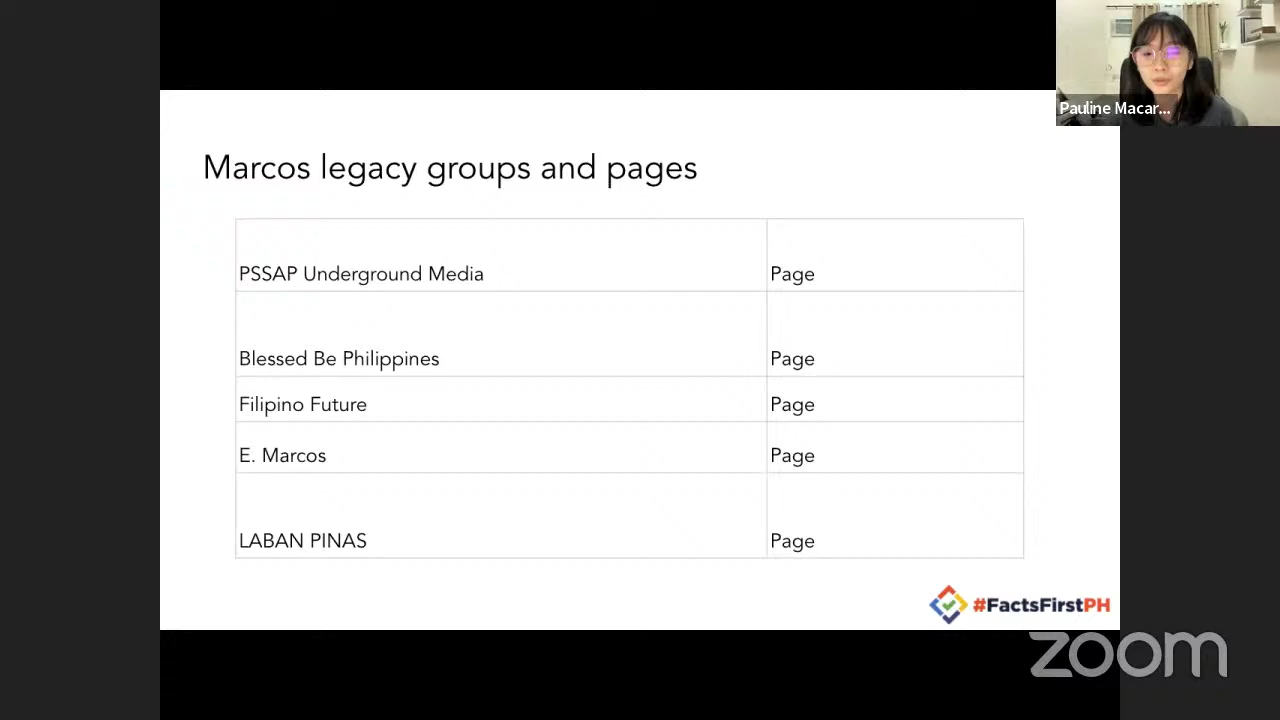 Pauline Macar...
Marcos legacy groups and pages
PSSAP Underground Media Page
Blessed Be Philippines Page
Filipino Future Page
E. Marcos Page
LABAN PINAS Page
#FactsFirstPH
zoom